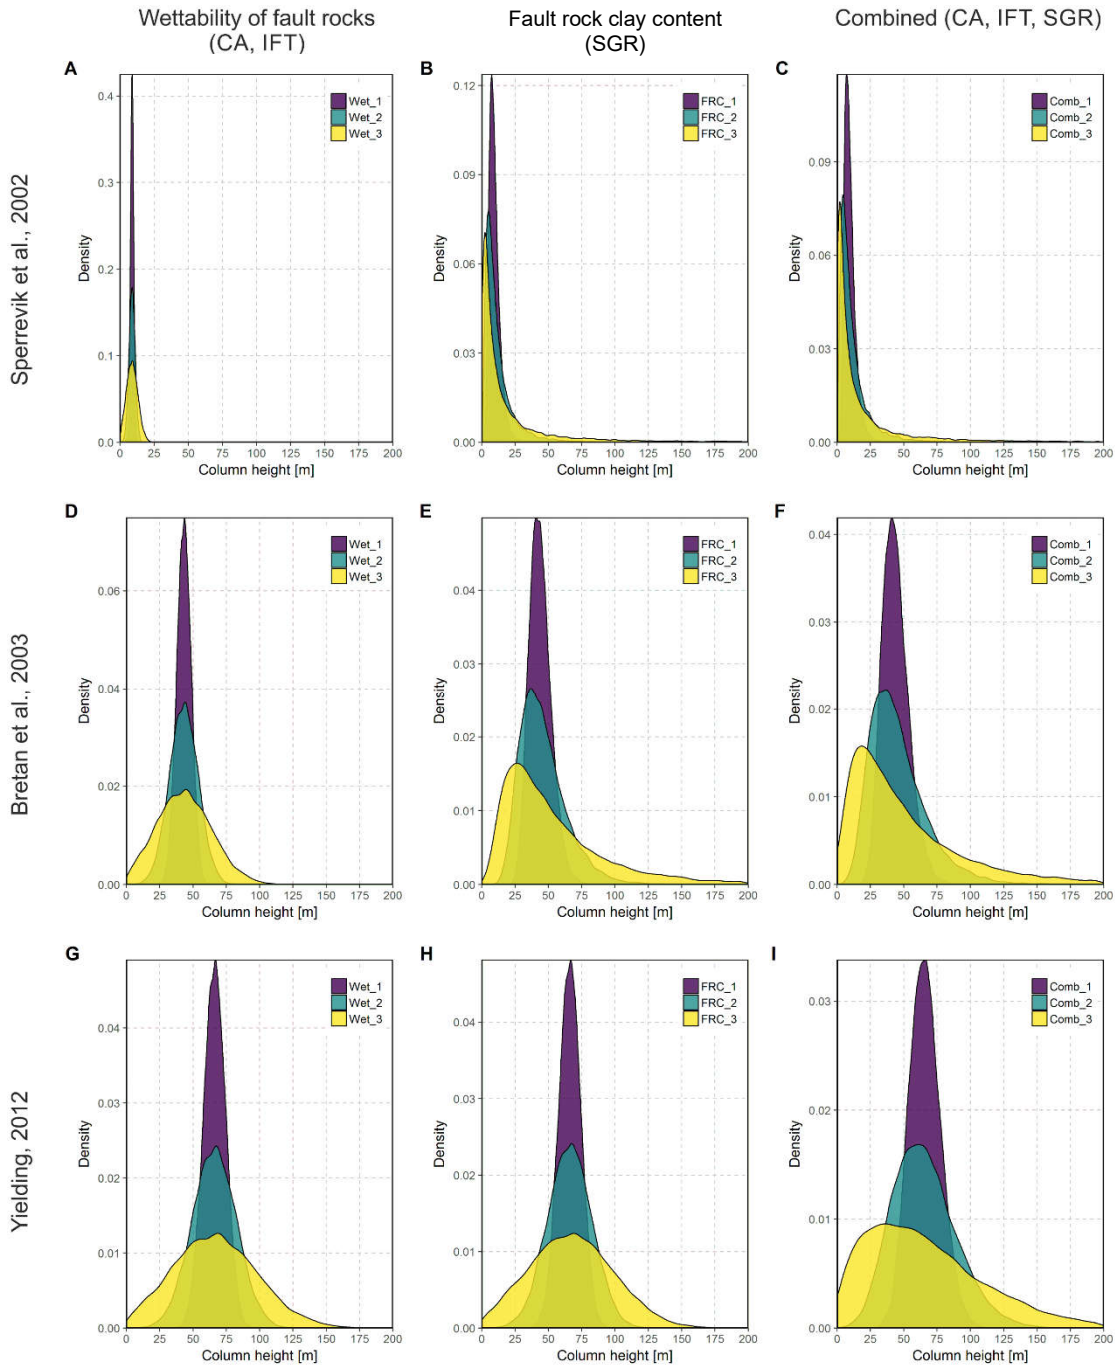 Wettability of fault rocks
(CA, IFT)
Fault rock clay content
(SGR)
Combined (CA, IFT, SGR)
Sperrevik et al., 2002
A
Density
0.4
0.3
0.2
0.1
0.0
Wet_1
Wet_2
Wet_3
0 25 50 75 100 125 150 175 200
Column height [m]
B
Density
0.12
0.09
0.06
0.03
0.00
FRC_1
FRC_2
FRC_3
0 25 50 75 100 125 150 175 200
Column height [m]
C
Density
0.09
0.06
0.03
0.00
Comb_1
Comb_2
Comb_3
0 25 50 75 100 125 150 175 200
Column height [m]
Bretan et al., 2003
D
Density
0.06
0.04
0.02
0.00
Wet_1
Wet_2
Wet_3
0 25 50 75 100 125 150 175 200
Column height [m]
E
Density
0.04
0.03
0.02
0.01
0.00
FRC_1
FRC_2
FRC_3
0 25 50 75 100 125 150 175 200
Column height [m]
F
Density
0.04
0.03
0.02
0.01
0.00
Comb_1
Comb_2
Comb_3
0 25 50 75 100 125 150 175 200
Column height [m]
Yielding, 2012
G
Density
0.04
0.03
0.02
0.01
0.00
Wet_1
Wet_2
Wet_3
0 25 50 75 100 125 150 175 200
Column height [m]
H
Density
0.04
0.03
0.02
0.01
0.00
FRC_1
FRC_2
FRC_3
0 25 50 75 100 125 150 175 200
Column height [m]
I
Density
0.03
0.02
0.01
0.00
Comb_1
Comb_2
Comb_3
0 25 50 75 100 125 150 175 200
Column height [m]